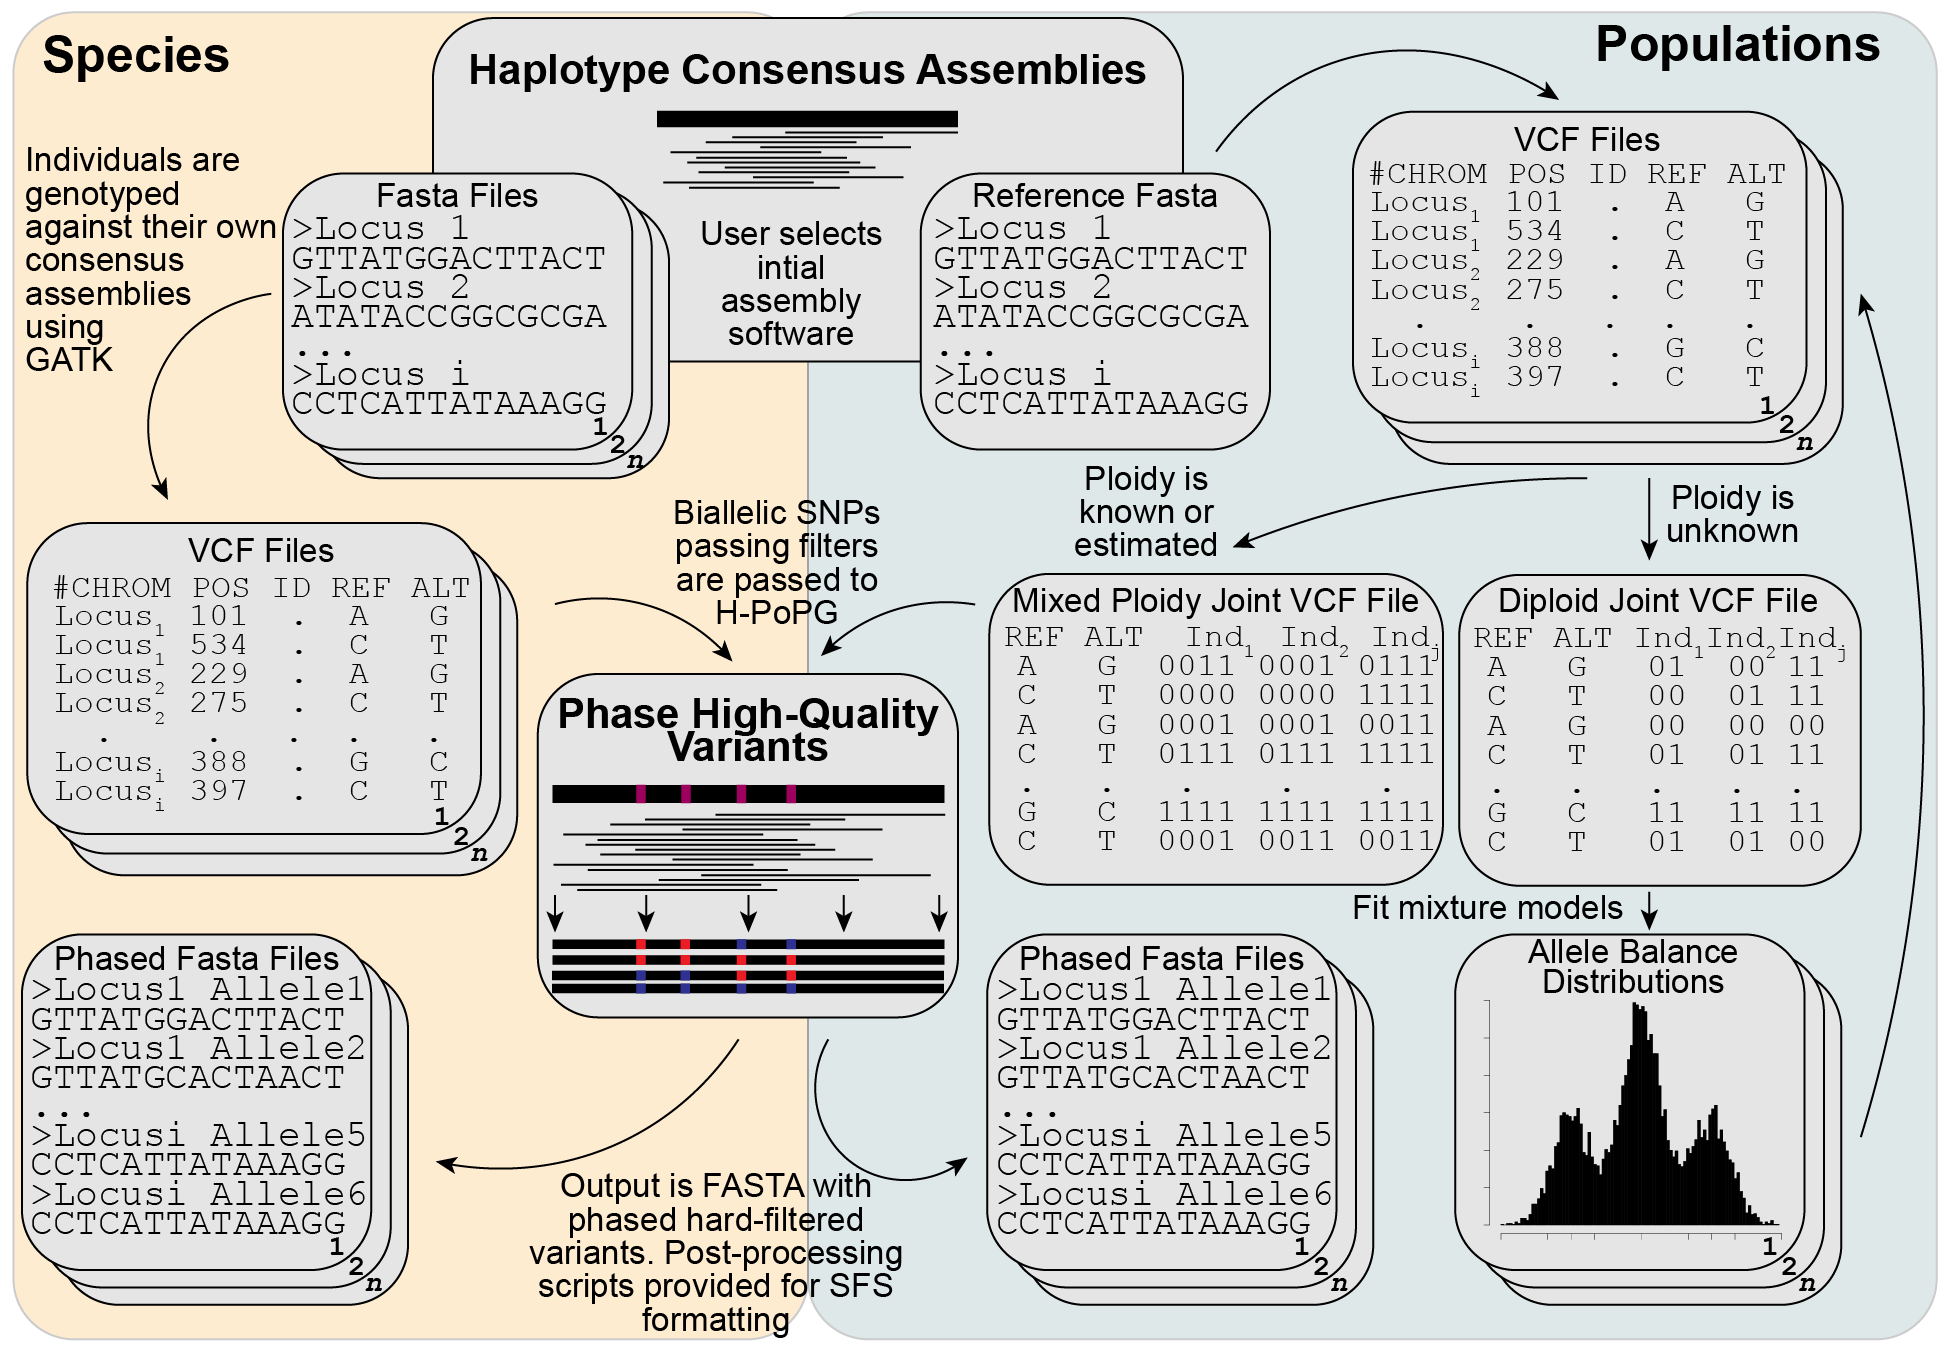 Species
Haplotype Consensus Assemblies
Populations
Individuals are
genotyped
against their own
consensus
assemblies
using
GATK
Fasta Files
>Locus 1
GTTATGGACTTACT
>Locus 2
ATATACCGGCGCGA
...
>Locus i
CCTCATTATAAAGG
1
2
n
User selects
intial
assembly
software
Reference Fasta
>Locus 1
GTTATGGACTTACT
>Locus 2
ATATACCGGCGCGA
...
>Locus i
CCTCATTATAAAGG
VCF Files
#CHROM POS ID REF ALT
Locus1 101 . A G
Locus1 534 . C T
Locus2 229 . A G
Locus2 275 . C T
. . . . .
Locusi 388 . G C
Locusi 397 . C T
1
2
n
Ploidy is
known or
estimated
Ploidy is
unknown
VCF Files
#CHROM POS ID REF ALT
Locus1 101 . A G
Locus1 534 . C T
Locus2 229 . A G
Locus2 275 . C T
. . . . .
Locusi 388 . G C
Locusi 397 . C T
1
2
n
Biallelic SNPs
passing filters
are passed to
H-PoPG
Mixed Ploidy Joint VCF File
REF ALT Ind1 Ind2 Indj
A G 0011 0001 0111
C T 0000 0000 1111
A G 0001 0001 0011
C T 0111 0111 1111
. . . . .
G C 1111 1111 1111
C T 0001 0011 0011
Diploid Joint VCF File
REF ALT Ind1 Ind2 Indj
A G 01 00 11
C T 00 01 11
A G 00 00 00
C T 01 01 11
. . . . .
G C 11 11 11
C T 01 01 00
Phase High-Quality
Variants
Fit mixture models
Phased Fasta Files
>Locus1 Allele1
GTTATGGACTTACT
>Locus1 Allele2
GTTATGCACTAACT
...
>Locusi Allele5
CCTCATTATAAAGG
>Locusi Allele6
CCTCATTATAAAGG
1
2
n
Output is FASTA with
phased hard-filtered
variants. Post-processing
scripts provided for SFS
formatting
Phased Fasta Files
>Locus1 Allele1
GTTATGGACTTACT
>Locus1 Allele2
GTTATGCACTAACT
...
>Locusi Allele5
CCTCATTATAAAGG
>Locusi Allele6
CCTCATTATAAAGG
1
2
n
Allele Balance
Distributions
1
2
n